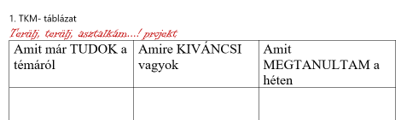 1. TKM- táblázat
Terülj, terülj, asztalkám...! projekt
Amit már TUDOK a
témáról
Amire KIVÁNCSI
vagyok
Amit
MEGTANULTAM a
héten